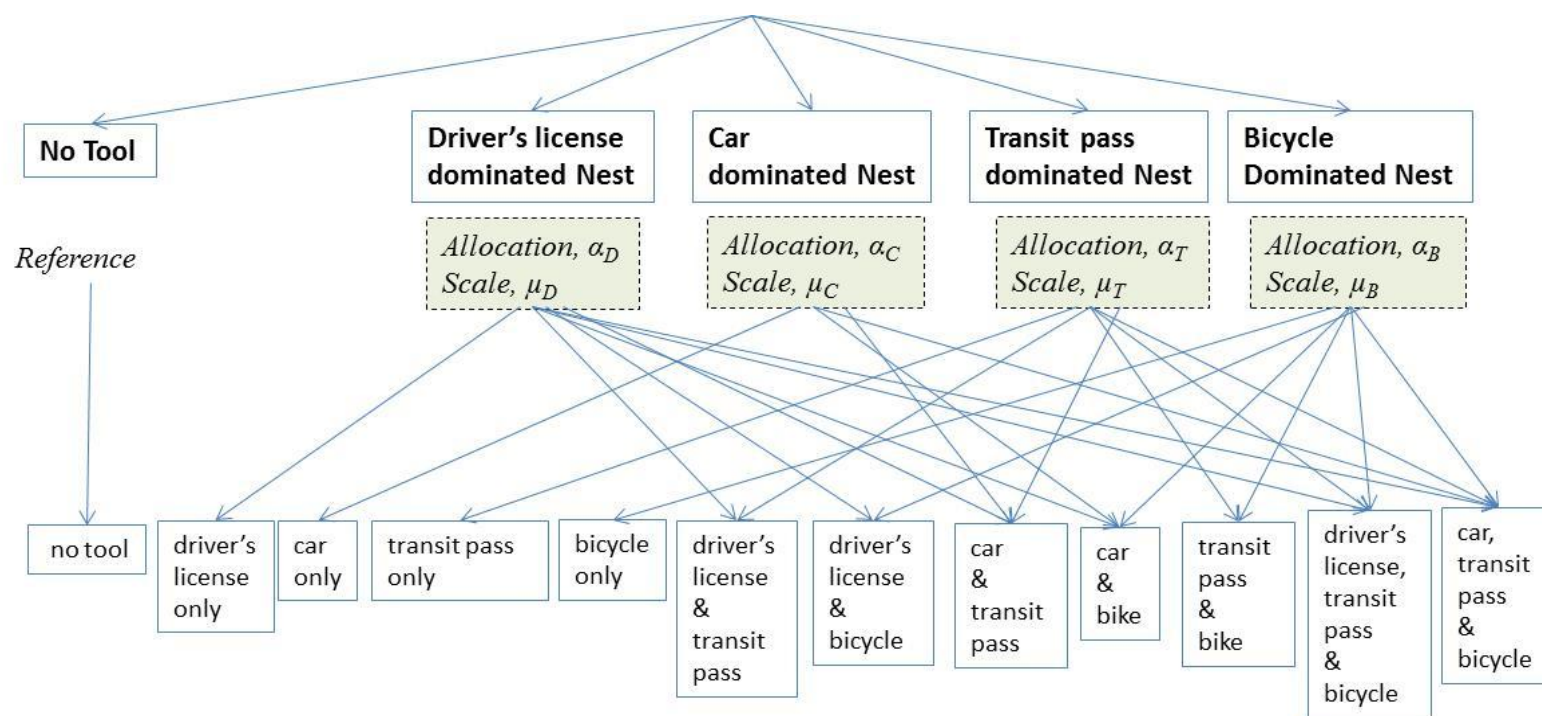 No Tool
Driver's license
dominated Nest
Car
dominated Nest
Transit pass
dominated Nest
Bicycle
Dominated Nest
Reference
Allocation, α_D
Scale, μ_D
Allocation, α_C
Scale, μ_C
Allocation, α_T
Scale, μ_T
Allocation, α_B
Scale, μ_B
no tool
driver's
license
only
car
only
transit pass
only
bicycle
only
driver's
license
&
transit
pass
driver's
license
&
bicycle
car
&
transit
pass
car
&
bike
transit
pass
&
bike
driver's
license,
transit
pass
&
bicycle
car,
transit
pass
&
bicycle